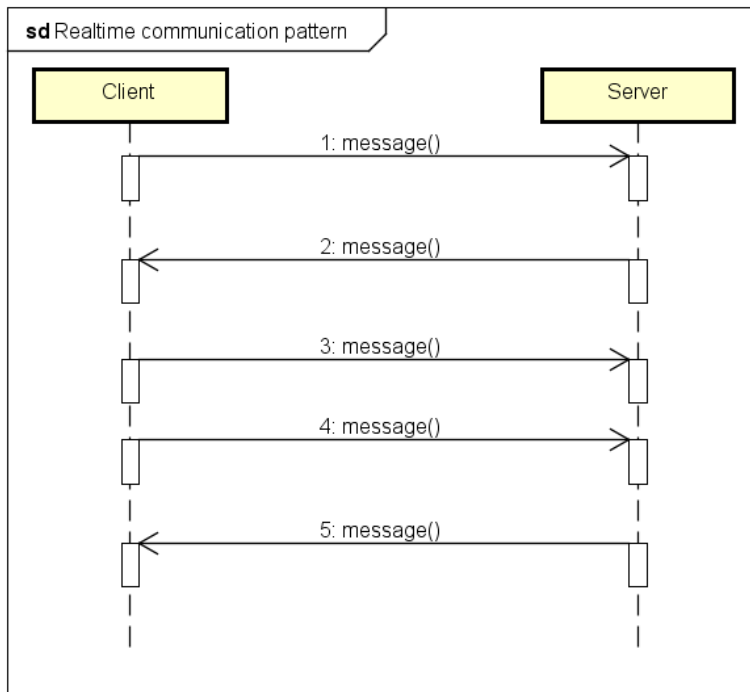 sd Realtime communication pattern
Client
Server
1: message()
2: message()
3: message()
4: message()
5: message()